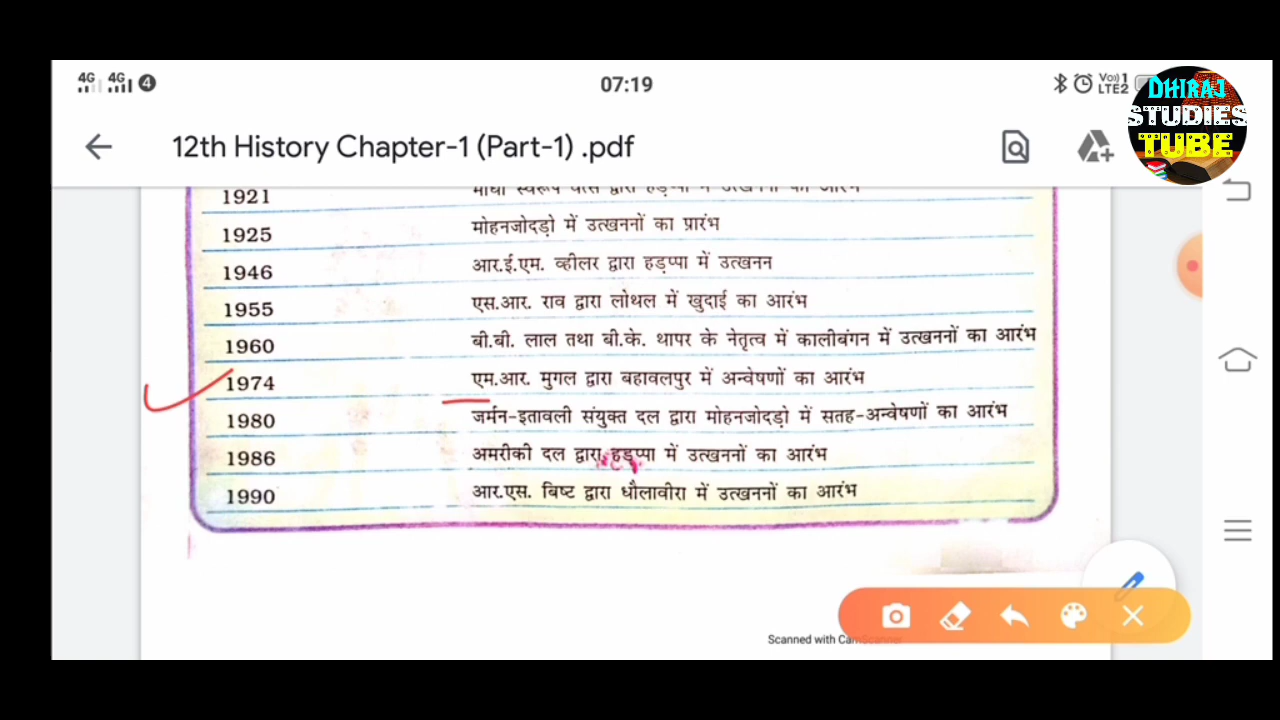 4G 4G 4
07:19
Vo)) 1
LTE2
DHIRAJ
STUDIES
TUBE
12th History Chapter-1 (Part-1) .pdf
1921 द्वारा
1925 मोहनजोदड़ो में उत्खननों का प्रारंभ
1946 आर.ई.एम. व्हीलर द्वारा हड़प्पा में उत्खनन
1955 एस.आर. राव द्वारा लोथल में खुदाई का आरंभ
1960 बी.बी. लाल तथा बी.के. थापर के नेतृत्व में कालीबंगन में उत्खननों का आरंभ
1974 एम.आर. मुगल द्वारा बहावलपुर में अन्वेषणों का आरंभ
1980 जर्मन-इतावली संयुक्त दल द्वारा मोहनजोदड़ो में सतह-अन्वेषणों का आरंभ
1986 अमरीकी दल द्वारा हड़प्पा में उत्खननों का आरंभ
1990 आर.एस. बिष्ट द्वारा धौलावीरा में उत्खननों का आरंभ
Scanned with CamScanner